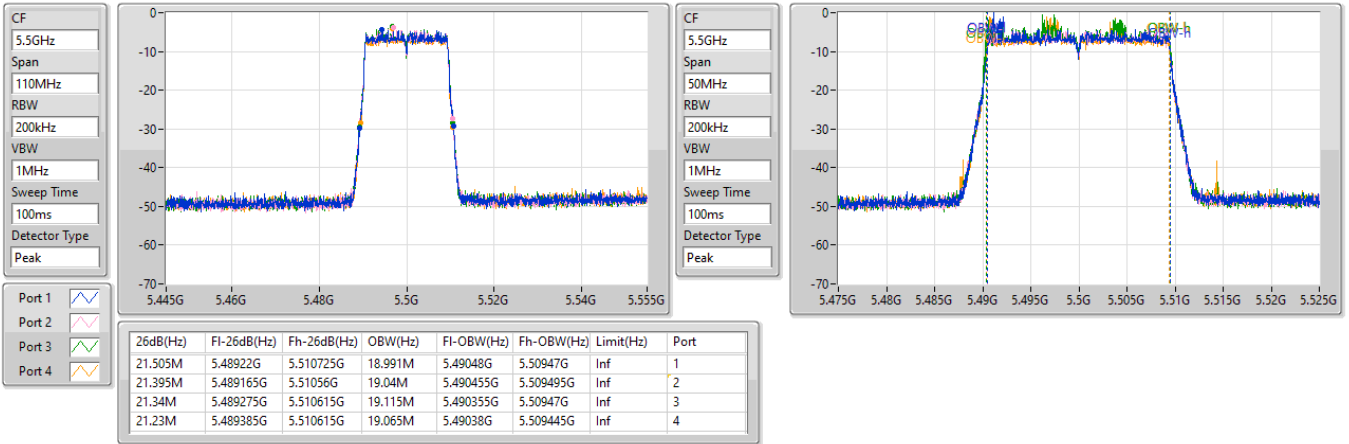 CF
5.5GHz
Span
110MHz
RBW
200kHz
VBW
1MHz
Sweep Time
100ms
Detector Type
Peak
0
-10
-20
-30
-40
-50
-60
-70
5.445G 5.46G 5.48G 5.5G 5.52G 5.54G 5.555G
CF
5.5GHz
Span
50MHz
RBW
200kHz
VBW
1MHz
Sweep Time
100ms
Detector Type
Peak
0
-10
-20
-30
-40
-50
-60
-70
OBW-h
5.475G 5.48G 5.485G 5.49G 5.495G 5.5G 5.505G 5.51G 5.515G 5.52G 5.525G
Port 1
Port 2
Port 3
Port 4
26dB(Hz) Fl-26dB(Hz) Fh-26dB(Hz) OBW(Hz) Fl-OBW(Hz) Fh-OBW(Hz) Limit(Hz) Port
21.505M 5.48922G 5.510725G 18.991M 5.49048G 5.50947G Inf 1
21.395M 5.489165G 5.51056G 19.04M 5.490455G 5.509495G Inf 2
21.34M 5.489275G 5.510615G 19.115M 5.490355G 5.50947G Inf 3
21.23M 5.489385G 5.510615G 19.065M 5.49038G 5.509445G Inf 4